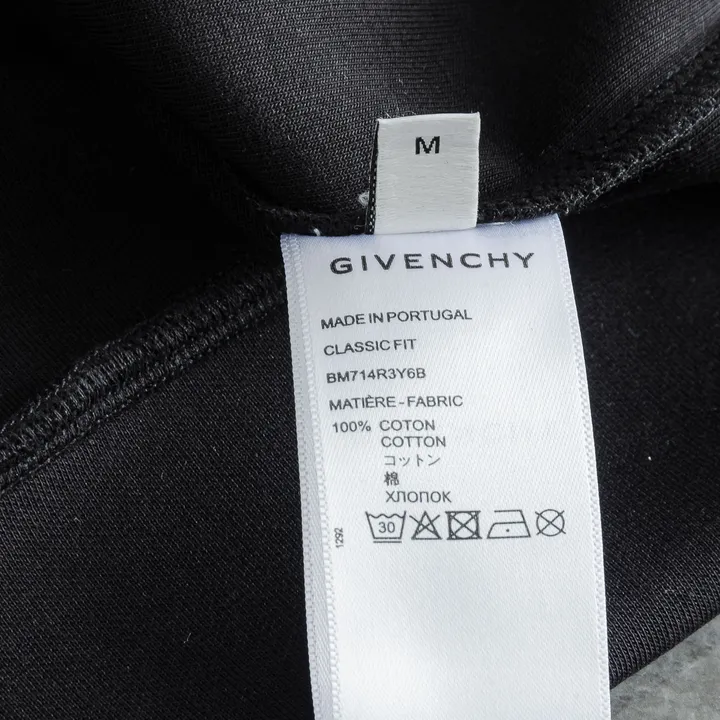 M
GIVENCHY
MADE IN PORTUGAL
CLASSIC FIT
BM714R3Y6B
MATIÈRE - FABRIC
100% COTON
COTTON
コットン
棉
ХЛОПОК
30
1292